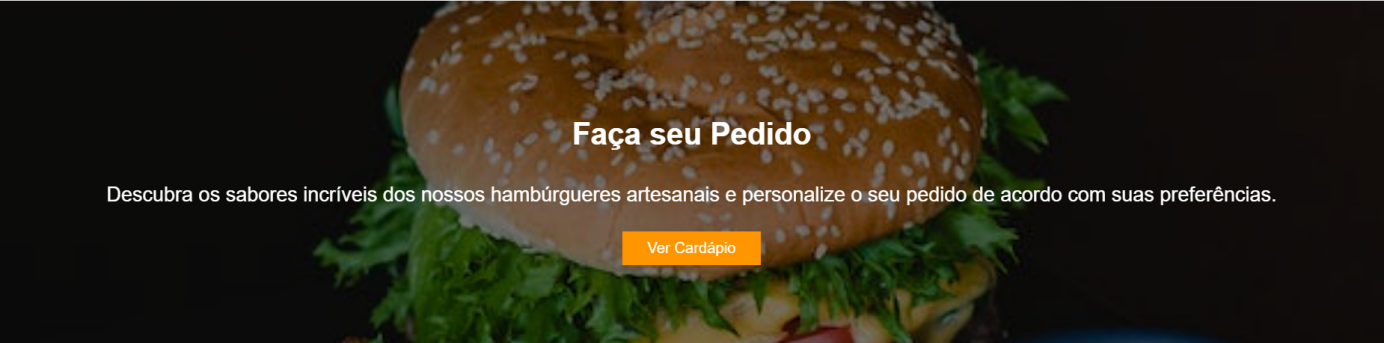 Faça seu Pedido
Descubra os sabores incríveis dos nossos hambúrgueres artesanais e personalize o seu pedido de acordo com suas preferências.
Ver Cardápio